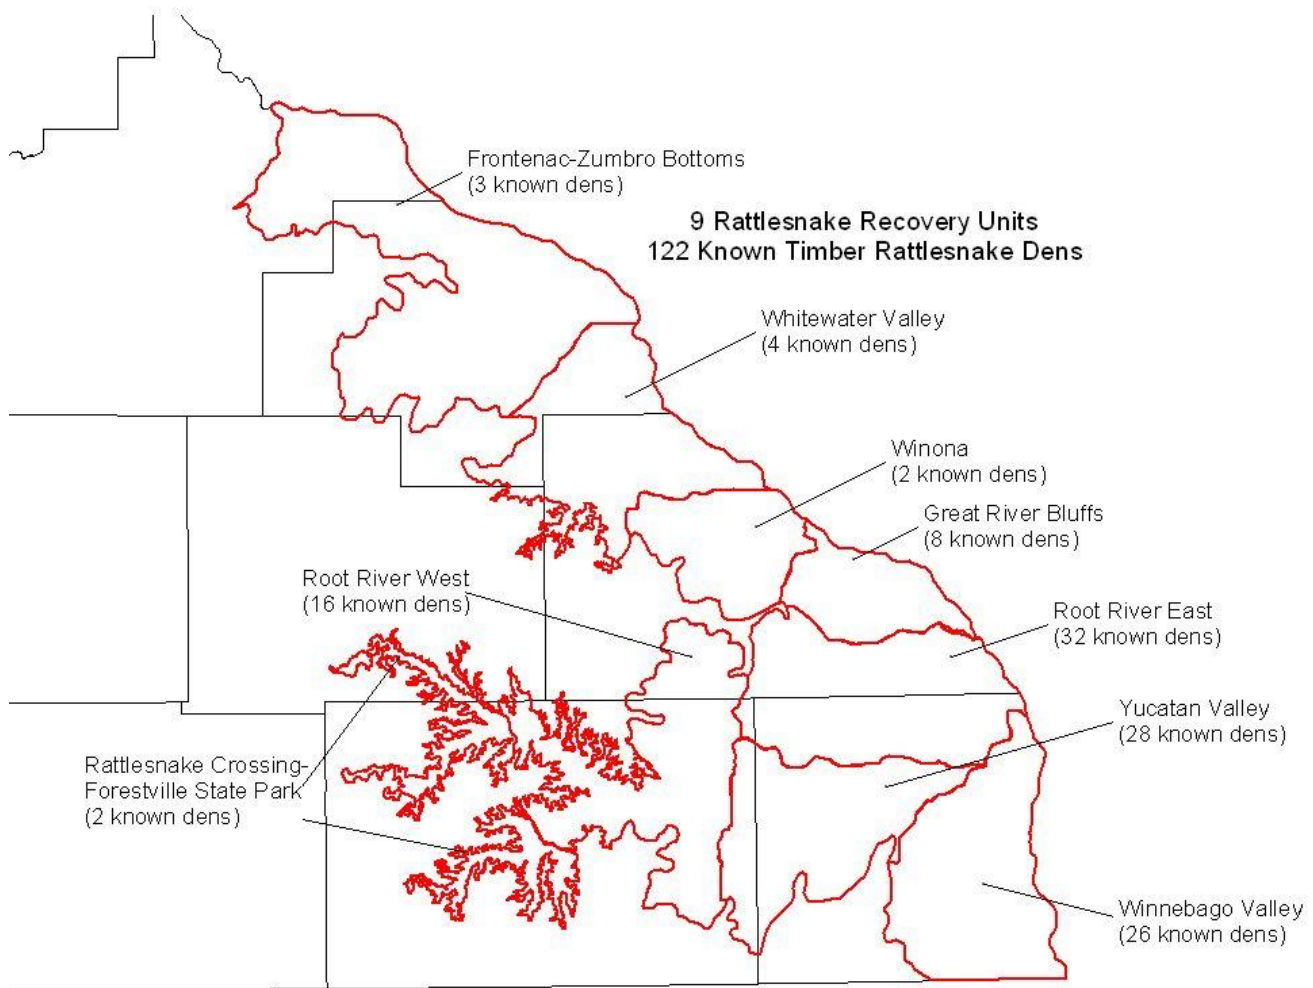 Frontenac-Zumbro Bottoms
(3 known dens)
9 Rattlesnake Recovery Units
122 Known Timber Rattlesnake Dens
Whitewater Valley
(4 known dens)
Winona
(2 known dens)
Great River Bluffs
(8 known dens)
Root River West
(16 known dens)
Root River East
(32 known dens)
Yucatan Valley
(28 known dens)
Rattlesnake Crossing-
Forestville State Park
(2 known dens)
Winnebago Valley
(26 known dens)